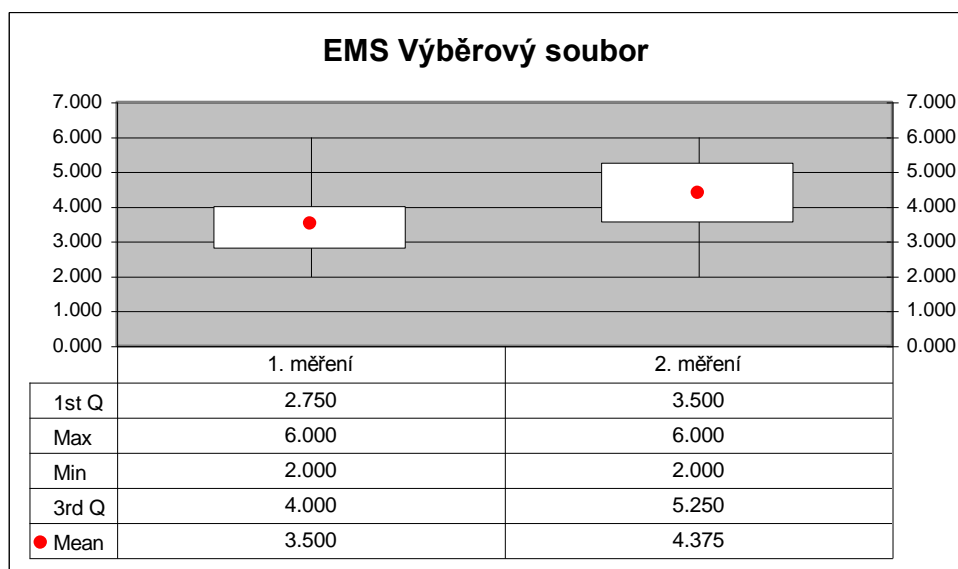 EMS Výběrový soubor
7.000 7.000
6.000 6.000
5.000 5.000
4.000 4.000
3.000 3.000
2.000 2.000
1.000 1.000
0.000 0.000
1. měření 2. měření
1st Q 2.750 3.500
Max 6.000 6.000
Min 2.000 2.000
3rd Q 4.000 5.250
Mean 3.500 4.375